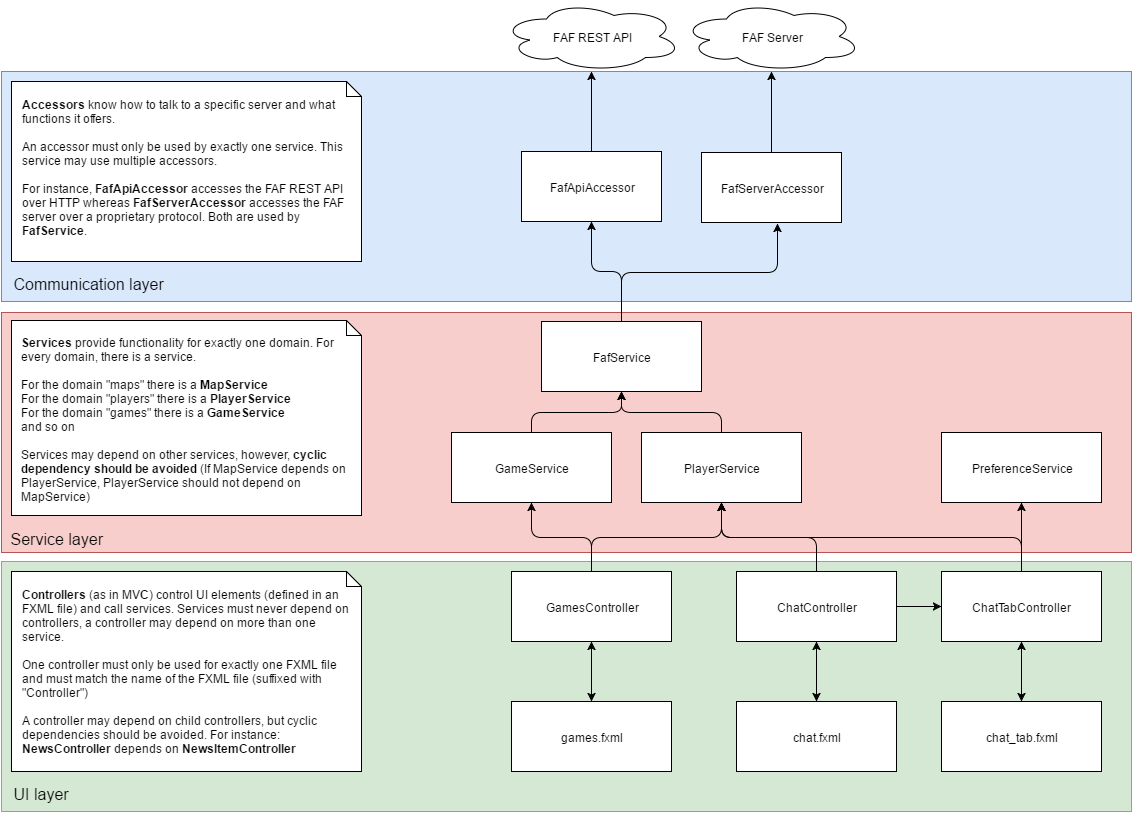 FAF REST API
FAF Server
Accessors know how to talk to a specific server and what
functions it offers.
An accessor must only be used by exactly one service. This
service may use multiple accessors.
For instance, FafApiAccessor accesses the FAF REST API
over HTTP whereas FafServerAccessor accesses the FAF
server over a proprietary protocol. Both are used by
FafService.
FafApiAccessor
FafServerAccessor
Communication layer
Services provide functionality for exactly one domain. For
every domain, there is a service.
For the domain "maps" there is a MapService
For the domain "players" there is a PlayerService
For the domain "games" there is a GameService
and so on
Services may depend on other services, however, cyclic
dependency should be avoided (If MapService depends on
PlayerService, PlayerService should not depend on
MapService)
FafService
GameService
PlayerService
PreferenceService
Service layer
Controllers (as in MVC) control UI elements (defined in an
FXML file) and call services. Services must never depend on
controllers, a controller may depend on more than one
service.
One controller must only be used for exactly one FXML file
and must match the name of the FXML file (suffixed with
"Controller")
A controller may depend on child controllers, but cyclic
dependencies should be avoided. For instance:
NewsController depends on NewsItemController
GamesController
ChatController
ChatTabController
games.fxml
chat.fxml
chat_tab.fxml
UI layer